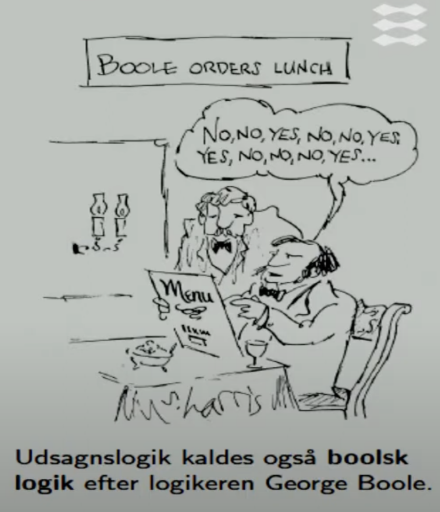 BOOLE ORDERS LUNCH
NO, NO, YES, NO, NO, YES,
YES, NO, NO, NO, YES...
Menu
S.harris
Udsagnslogik kaldes også boolsk
logik efter logikeren George Boole.